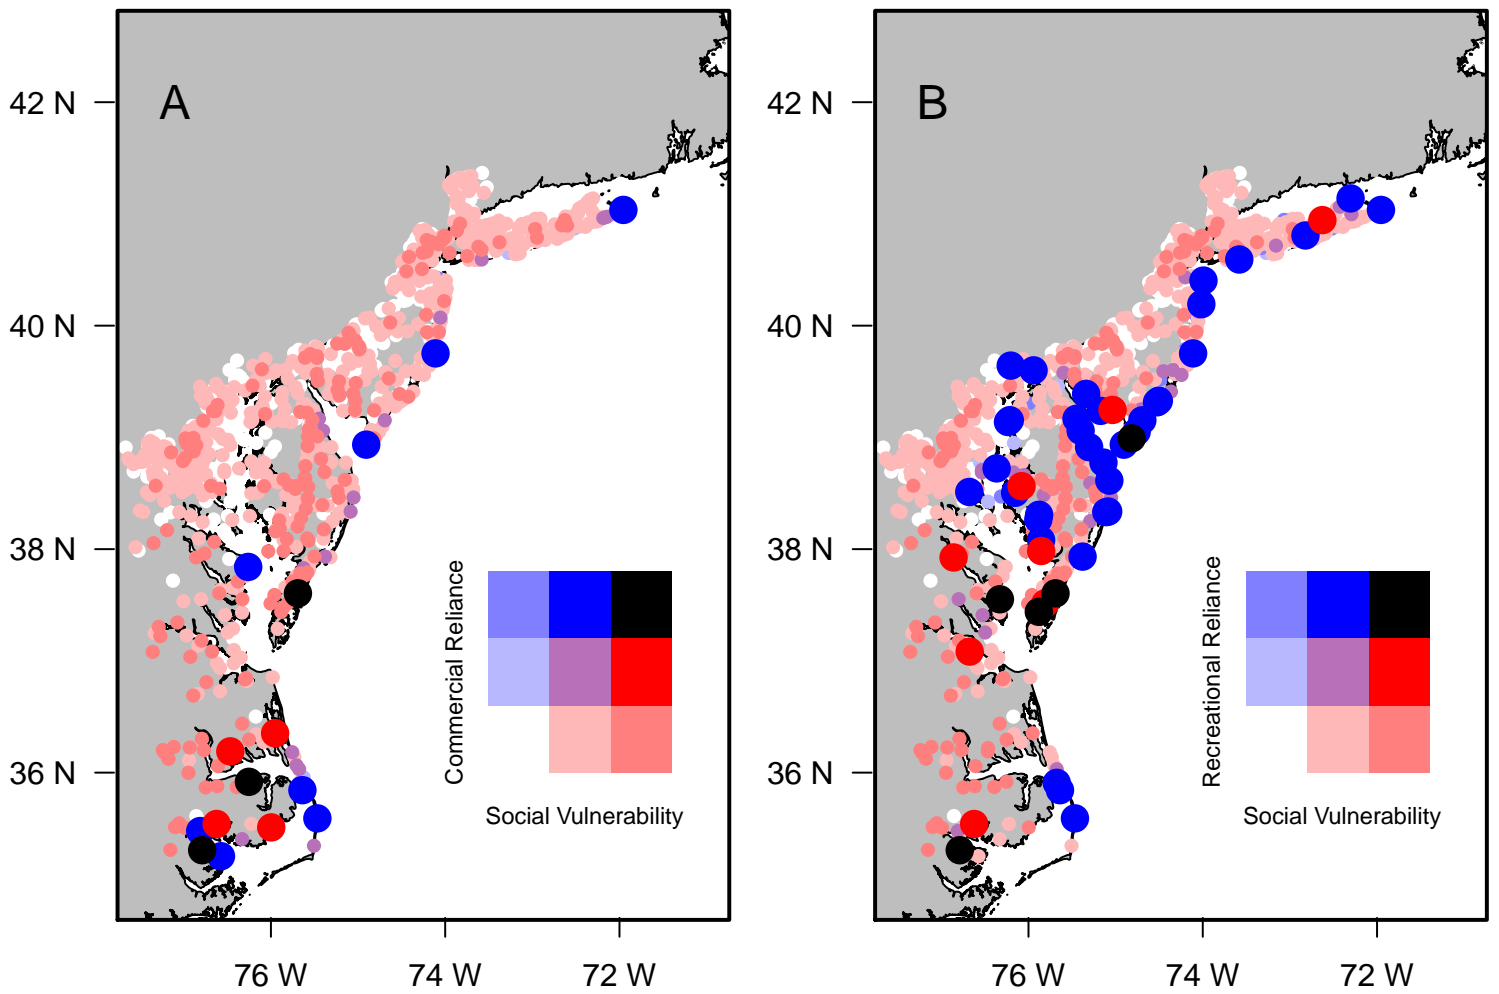 A
42 N
40 N
38 N
36 N
76 W
74 W
72 W
Commercial Reliance
Social Vulnerability
B
42 N
40 N
38 N
36 N
76 W
74 W
72 W
Recreational Reliance
Social Vulnerability